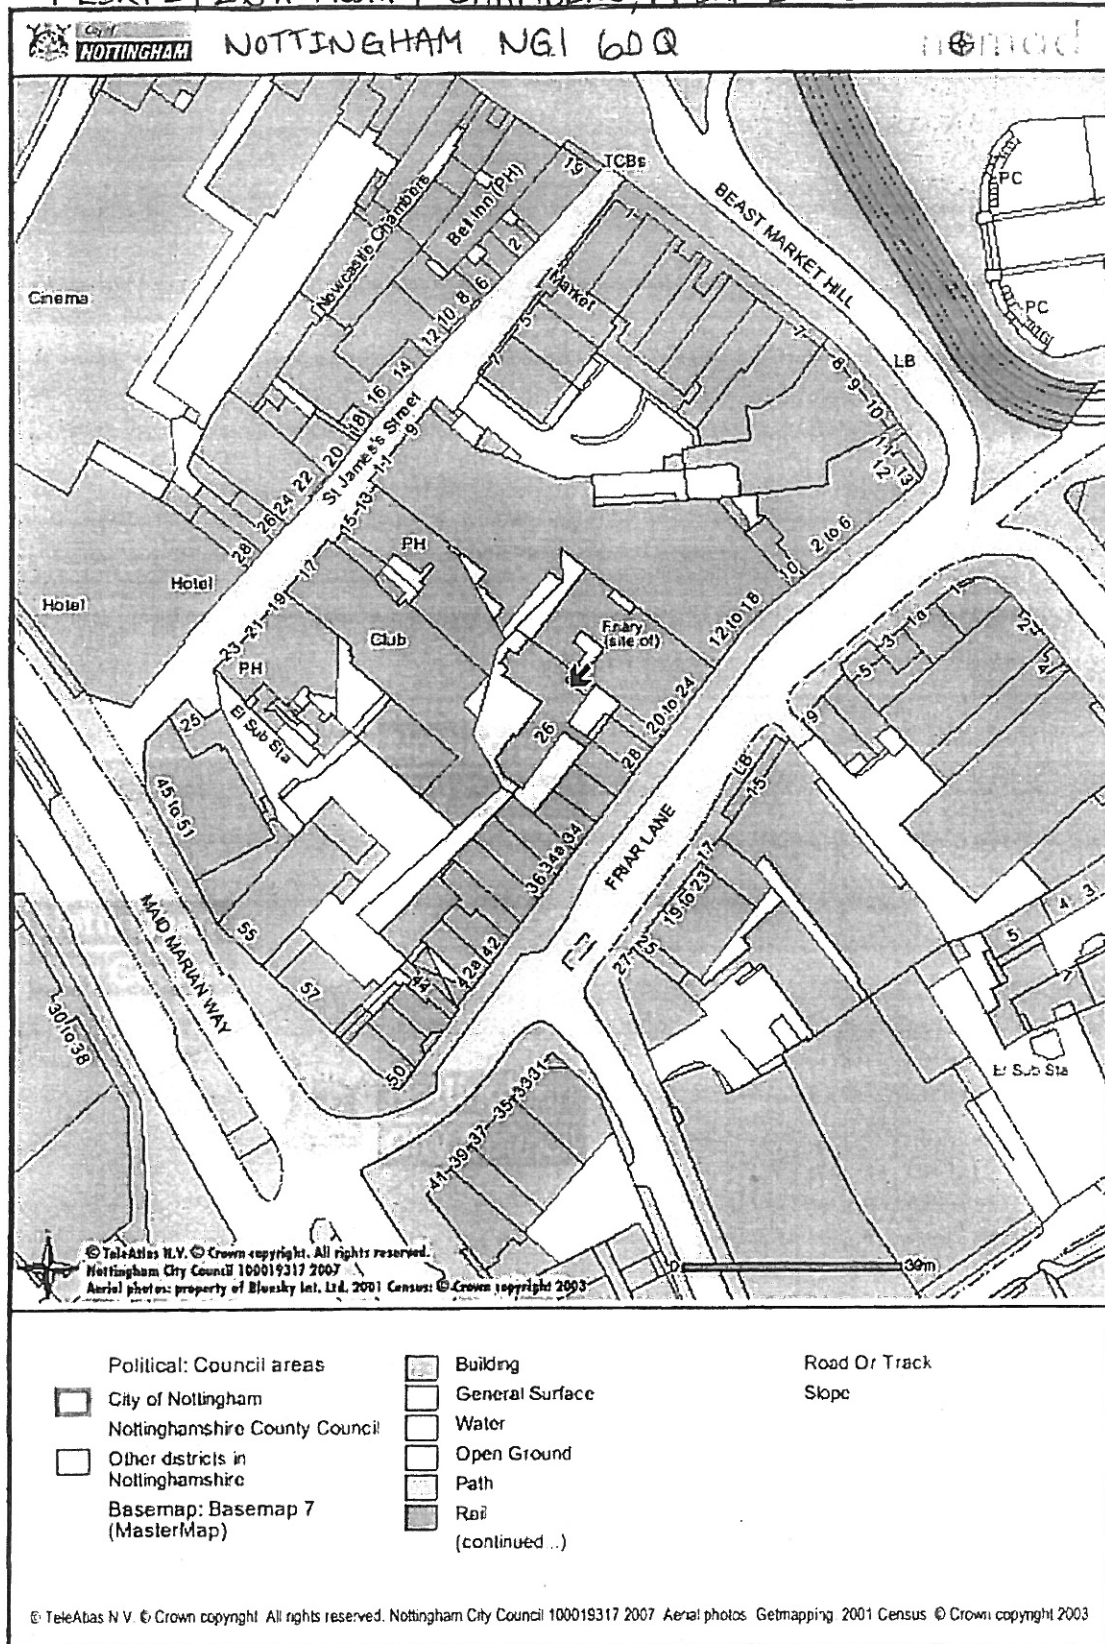 City of
NOTTINGHAM
NOTTINGHAM NG1 6DQ
nomad
TCBs
19
BEAST MARKET HILL
PC
PC
LB
Cinema
Newcastle Chambers
Bell Inn (PH)
2
6
8
10
12
14
16
(18)
20
22
24
26
28
1
Market
5
7
7
8
9
10
11
12
13
St James's Street
9
11
13
15
17
19
21
23
PH
Hotel
Hotel
Club
PH
25
El Sub Sta
Friary
(site of)
26
28
10
2 to 6
12 to 18
20 to 24
34
34a
36
42
42a
44
50
45 to 51
55
57
MAID MARIAN WAY
30 to 38
FRIAR LANE
LB
15
17
19 to 23
25
27
9
5
3
1a
1
2
4
3
4
5
7
El Sub Sta
41-39-37-35-33 31
0 30m
© TeleAtlas N.V. © Crown copyright. All rights reserved.
Nottingham City Council 100019317 2007
Aerial photos: property of Bluesky Int. Ltd. 2001 Census: © Crown copyright 2003
Political: Council areas
City of Nottingham
Nottinghamshire County Council
Other districts in
Nottinghamshire
Basemap: Basemap 7
(MasterMap)
Building
General Surface
Water
Open Ground
Path
Rail
(continued...)
Road Or Track
Slope
© TeleAtlas N.V. © Crown copyright. All rights reserved. Nottingham City Council 100019317 2007 Aerial photos Getmapping 2001 Census © Crown copyright 2003